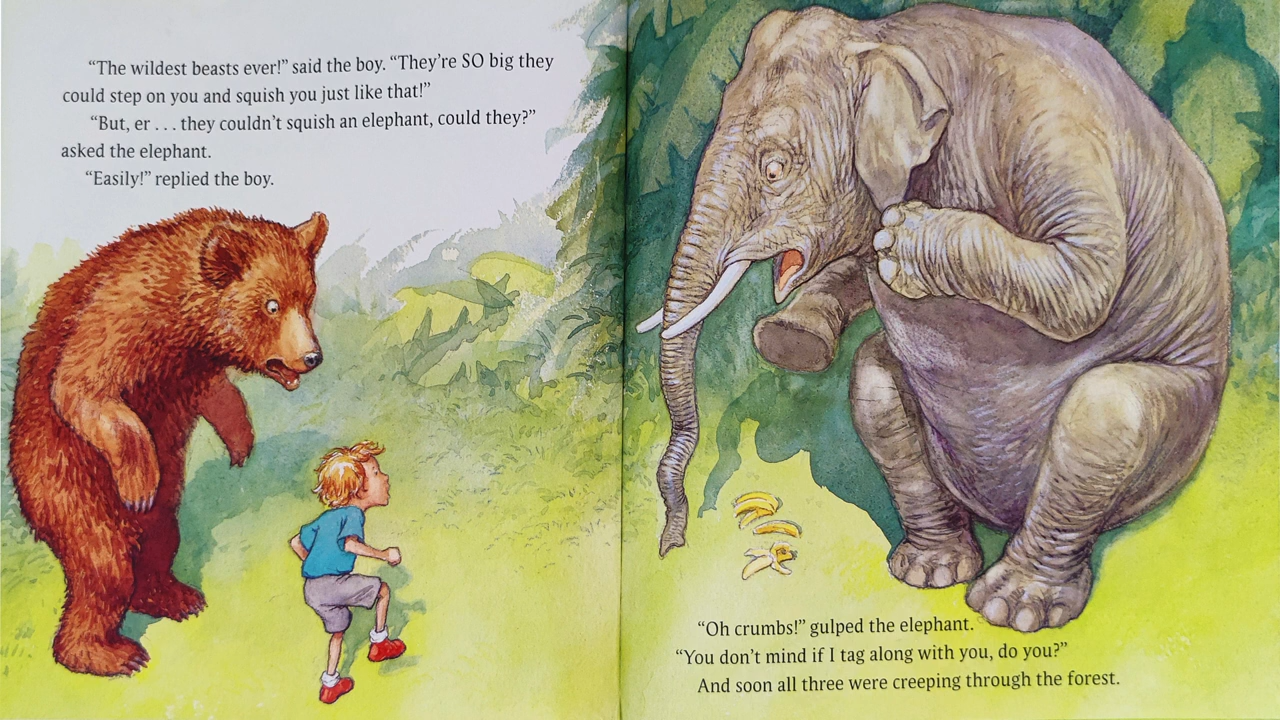 “The wildest beasts ever!” said the boy. “They’re SO big they
could step on you and squish you just like that!”
“But, er . . . they couldn’t squish an elephant, could they?”
asked the elephant.
“Easily!” replied the boy.
“Oh crumbs!” gulped the elephant.
“You don’t mind if I tag along with you, do you?”
And soon all three were creeping through the forest.